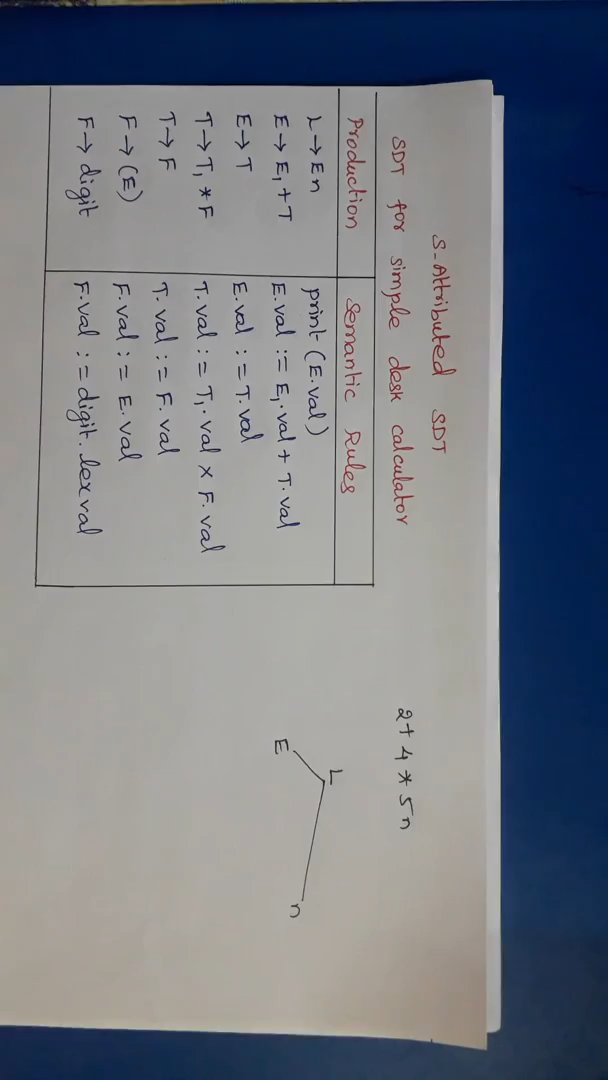 S-Attributed SDT
SDT for simple desk calculator
Production Semantic Rules
L → E n print (E.val)
E → E₁ + T E.val := E₁.val + T.val
E → T E.val := T.val
T → T₁ * F T.val := T₁.val × F.val
T → F T.val := F.val
F → (E) F.val := E.val
F → digit F.val := digit.lexval
2+4*5n
L
E n